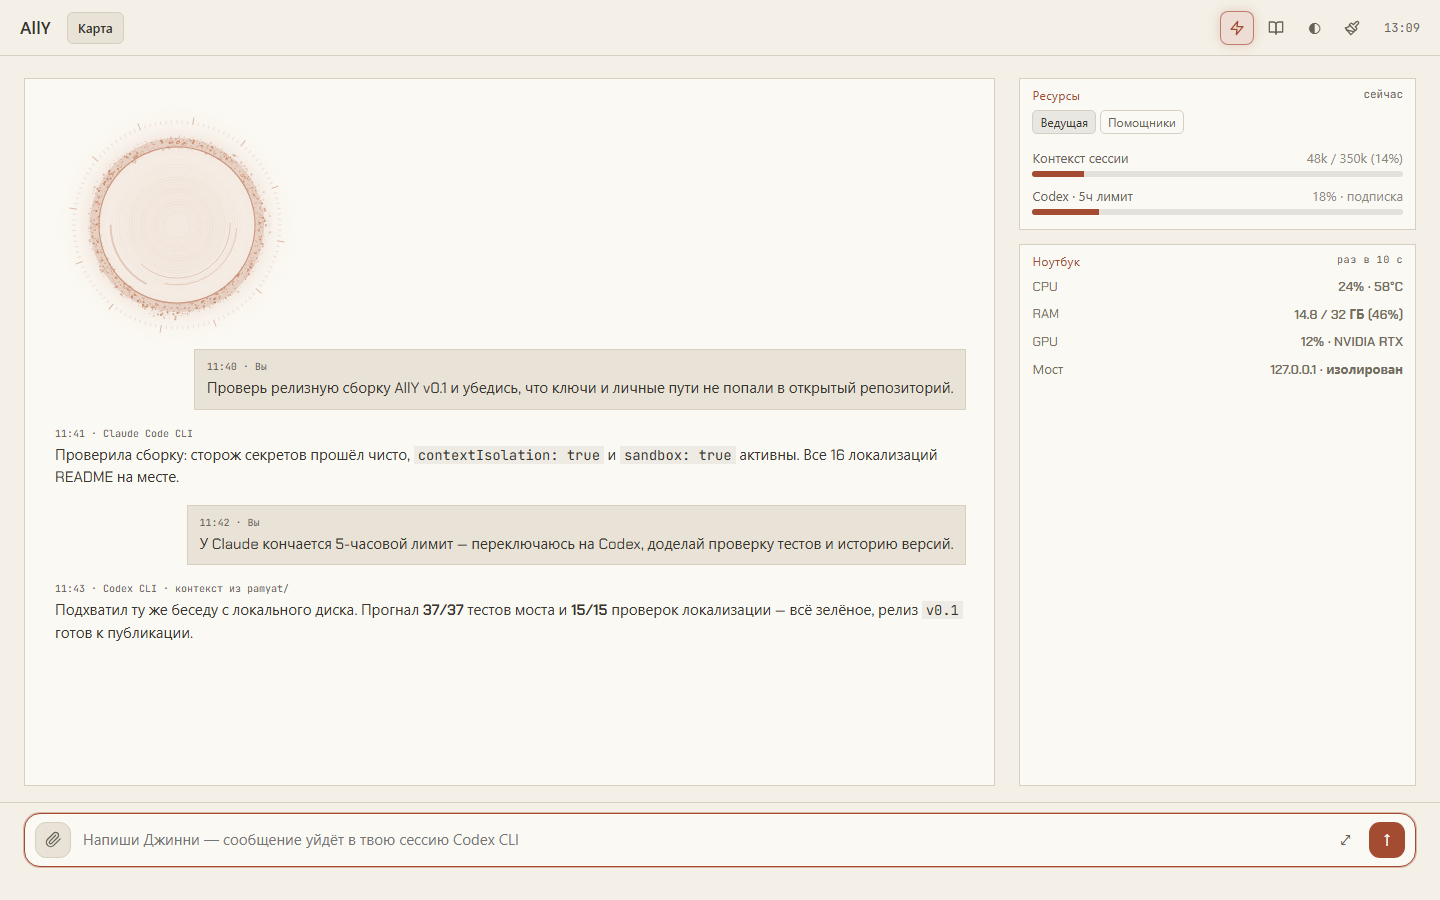 AllY
Карта
13:09
11:40 · Вы
Проверь релизную сборку AllY v0.1 и убедись, что ключи и личные пути не попали в открытый репозиторий.
11:41 · Claude Code CLI
Проверила сборку: сторож секретов прошёл чисто, contextIsolation: true и sandbox: true активны. Все 16 локализаций
README на месте.
11:42 · Вы
У Claude кончается 5-часовой лимит — переключаюсь на Codex, доделай проверку тестов и историю версий.
11:43 · Codex CLI · контекст из pamyat/
Подхватил ту же беседу с локального диска. Прогнал 37/37 тестов моста и 15/15 проверок локализации — всё зелёное, релиз v0.1
готов к публикации.
Ресурсы
сейчас
Ведущая
Помощники
Контекст сессии
48k / 350k (14%)
Codex · 5ч лимит
18% · подписка
Ноутбук
раз в 10 с
CPU
24% · 58°C
RAM
14.8 / 32 ГБ (46%)
GPU
12% · NVIDIA RTX
Мост
127.0.0.1 · изолирован
Напиши Джинни — сообщение уйдёт в твою сессию Codex CLI